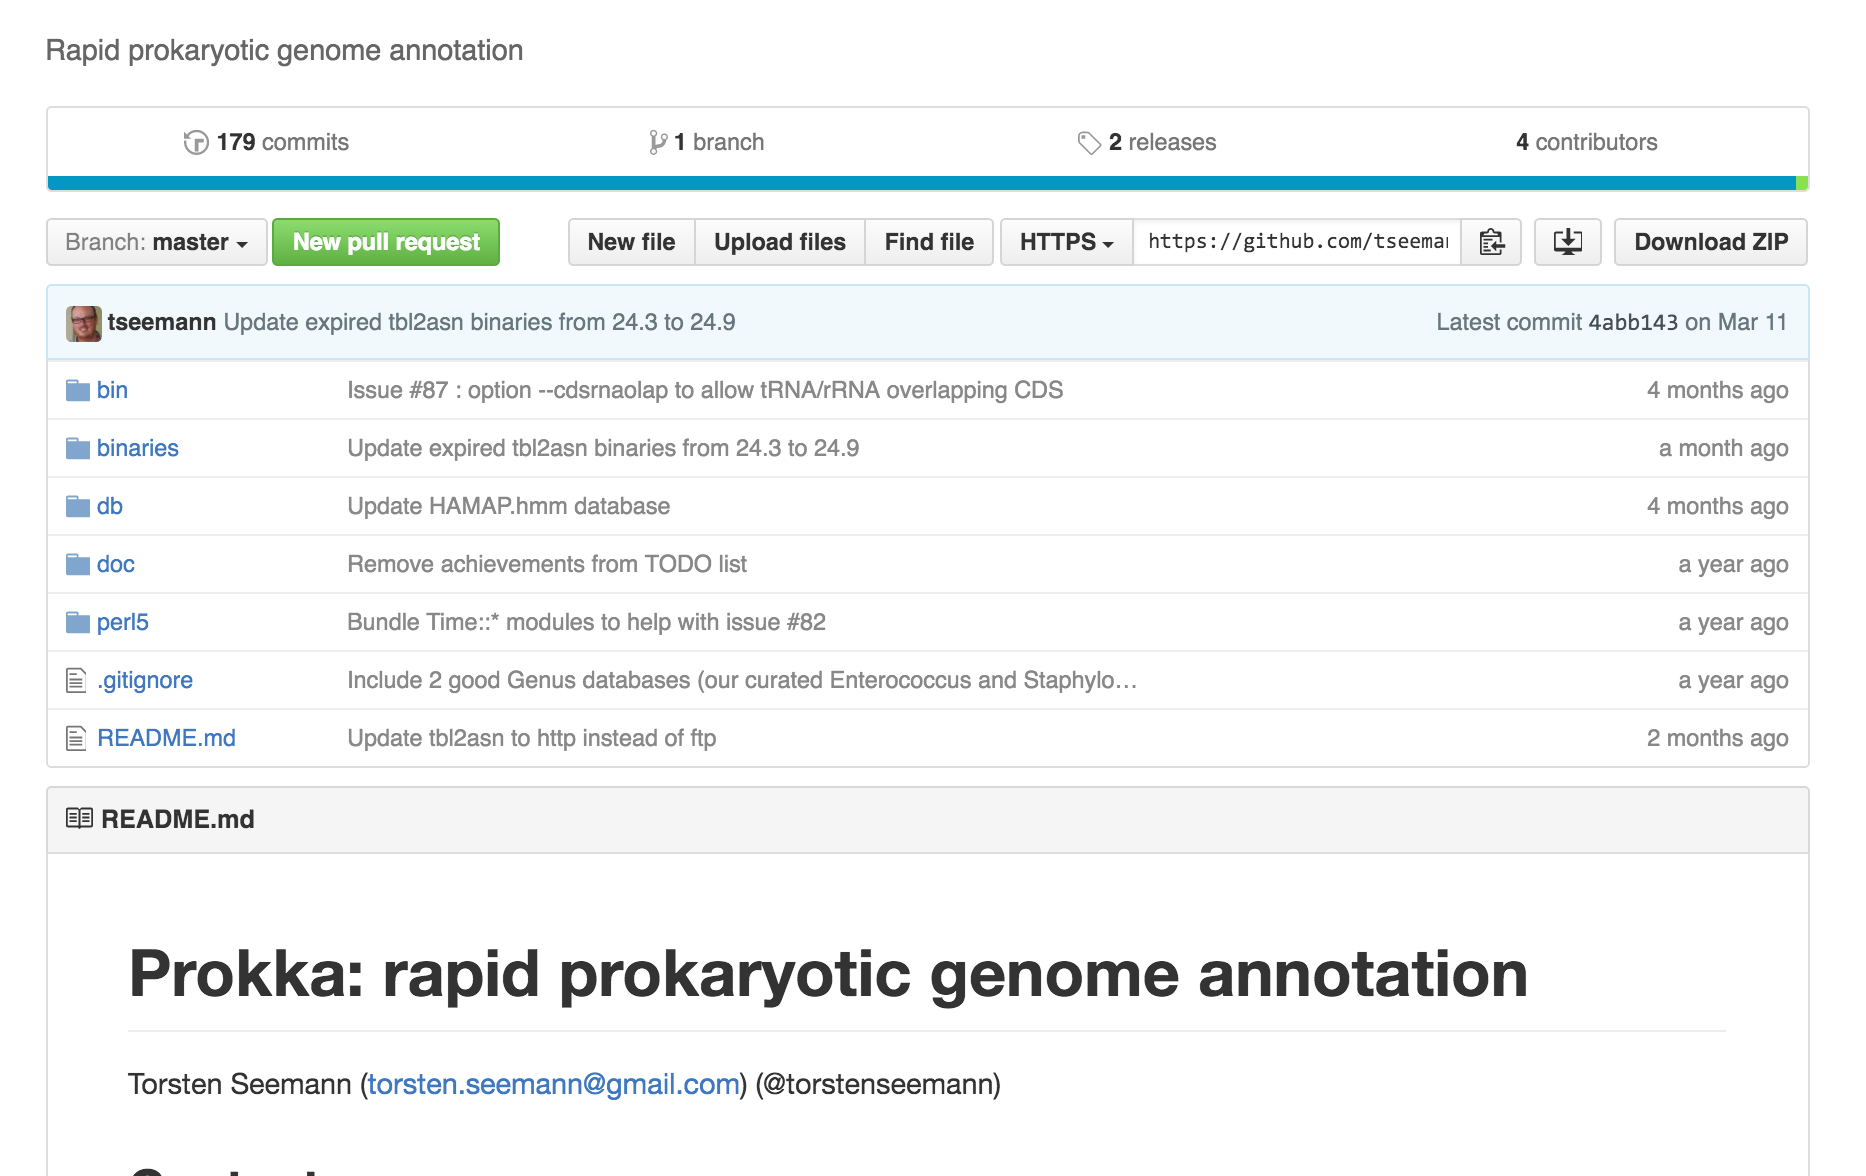 Rapid prokaryotic genome annotation
179 commits 1 branch 2 releases 4 contributors
Branch: master New pull request New file Upload files Find file HTTPS https://github.com/tseeman Download ZIP
tseemann Update expired tbl2asn binaries from 24.3 to 24.9 Latest commit 4abb143 on Mar 11
bin Issue #87 : option --cdsrnaolap to allow tRNA/rRNA overlapping CDS 4 months ago
binaries Update expired tbl2asn binaries from 24.3 to 24.9 a month ago
db Update HAMAP.hmm database 4 months ago
doc Remove achievements from TODO list a year ago
perl5 Bundle Time::* modules to help with issue #82 a year ago
.gitignore Include 2 good Genus databases (our curated Enterococcus and Staphylo… a year ago
README.md Update tbl2asn to http instead of ftp 2 months ago
README.md
Prokka: rapid prokaryotic genome annotation
Torsten Seemann (torsten.seemann@gmail.com) (@torstenseemann)